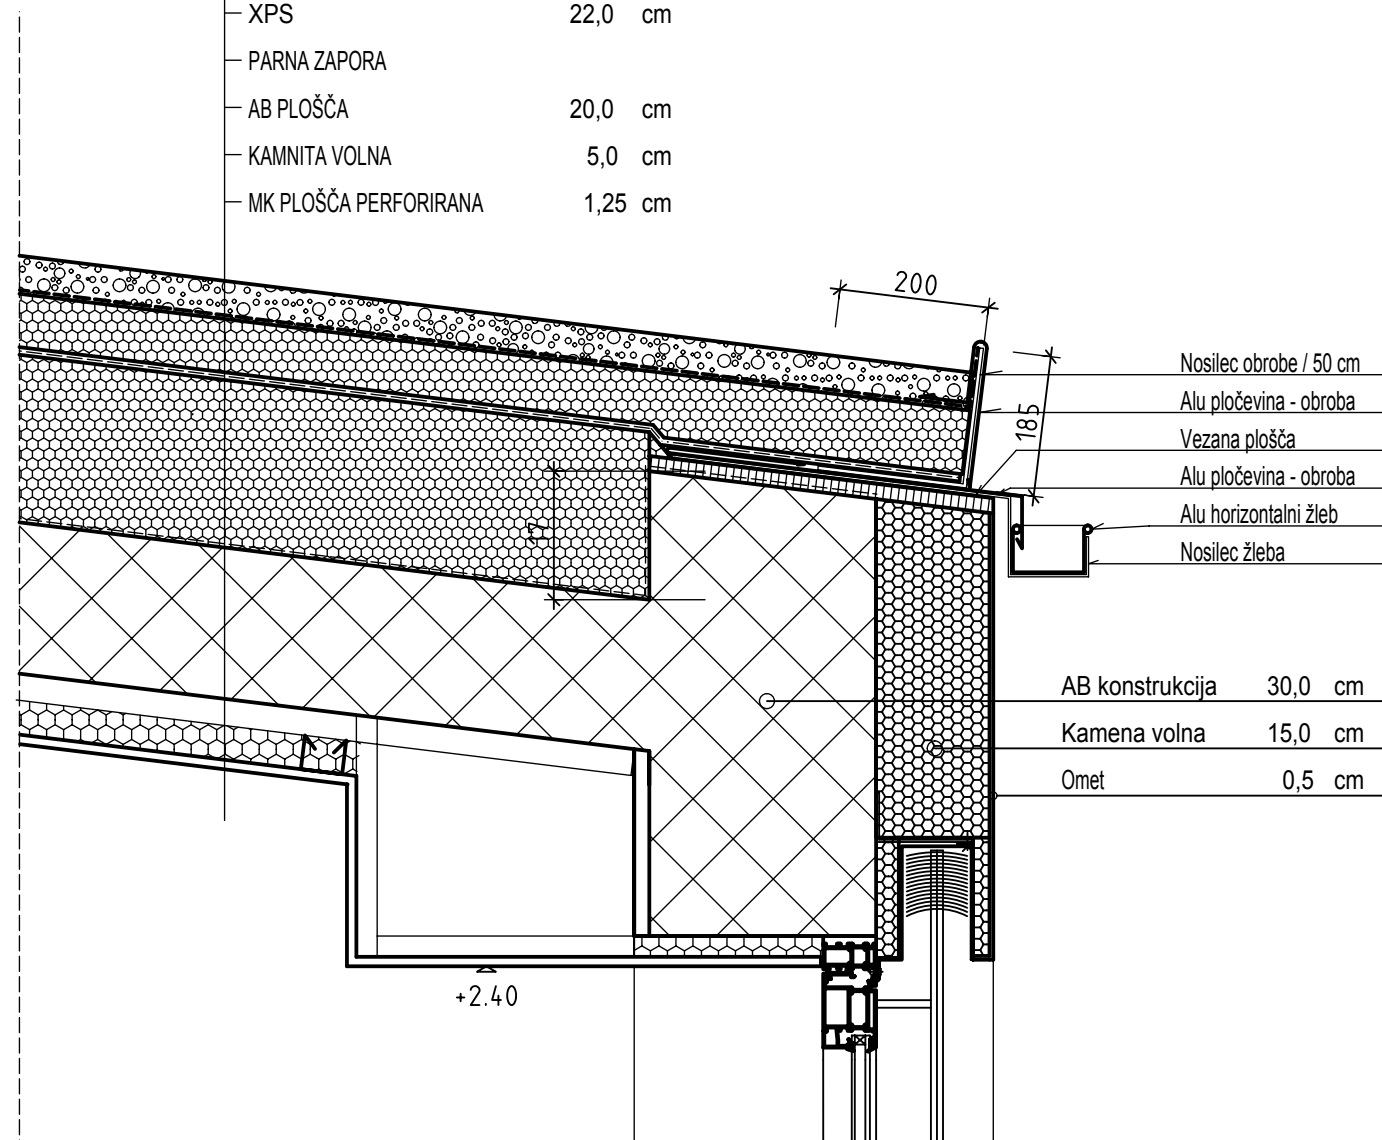 XPS 22,0 cm
PARNA ZAPORA
AB PLOŠČA 20,0 cm
KAMNITA VOLNA 5,0 cm
MK PLOŠČA PERFORIRANA 1,25 cm
200
185
Nosilec obrobe / 50 cm
Alu pločevina - obroba
Vezana plošča
Alu pločevina - obroba
Alu horizontalni žleb
Nosilec žleba
17
AB konstrukcija 30,0 cm
Kamena volna 15,0 cm
Omet 0,5 cm
+2.40